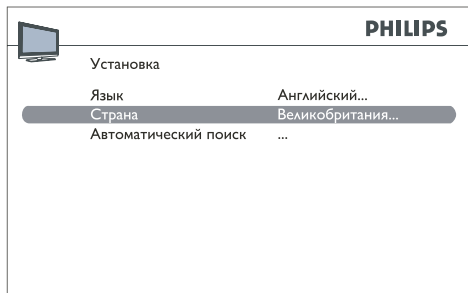 PHILIPS
Установка
Язык Английский...
Страна Великобритания...
Автоматический поиск ...